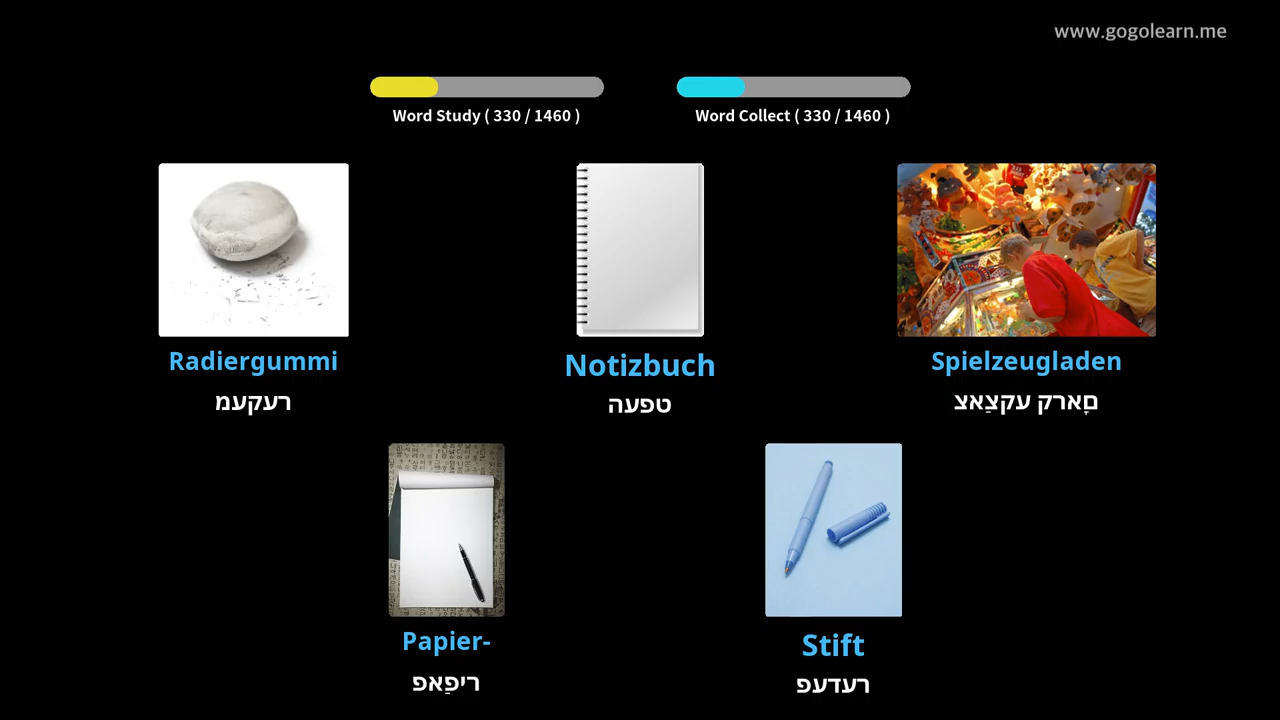 www.gogolearn.me
Word Study ( 330 / 1460 )
Word Collect ( 330 / 1460 )
Radiergummi
רעקעמ
Notizbuch
טפעה
Spielzeugladen
םָארק עקצַאצ
Papier-
ריפַאפ
Stift
רעדעפ